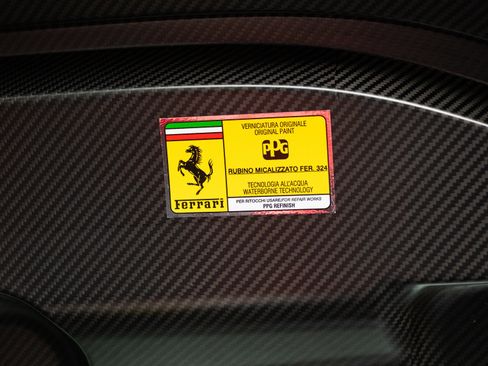 VERNICIATURA ORIGINALE
ORIGINAL PAINT
PPG
RUBINO MICALIZZATO FER. 324
TECNOLOGIA ALL'ACQUA
WATERBORNE TECHNOLOGY
Ferrari
PER RITOCCHI USARE/FOR REPAIR WORKS
PPG REFINISH